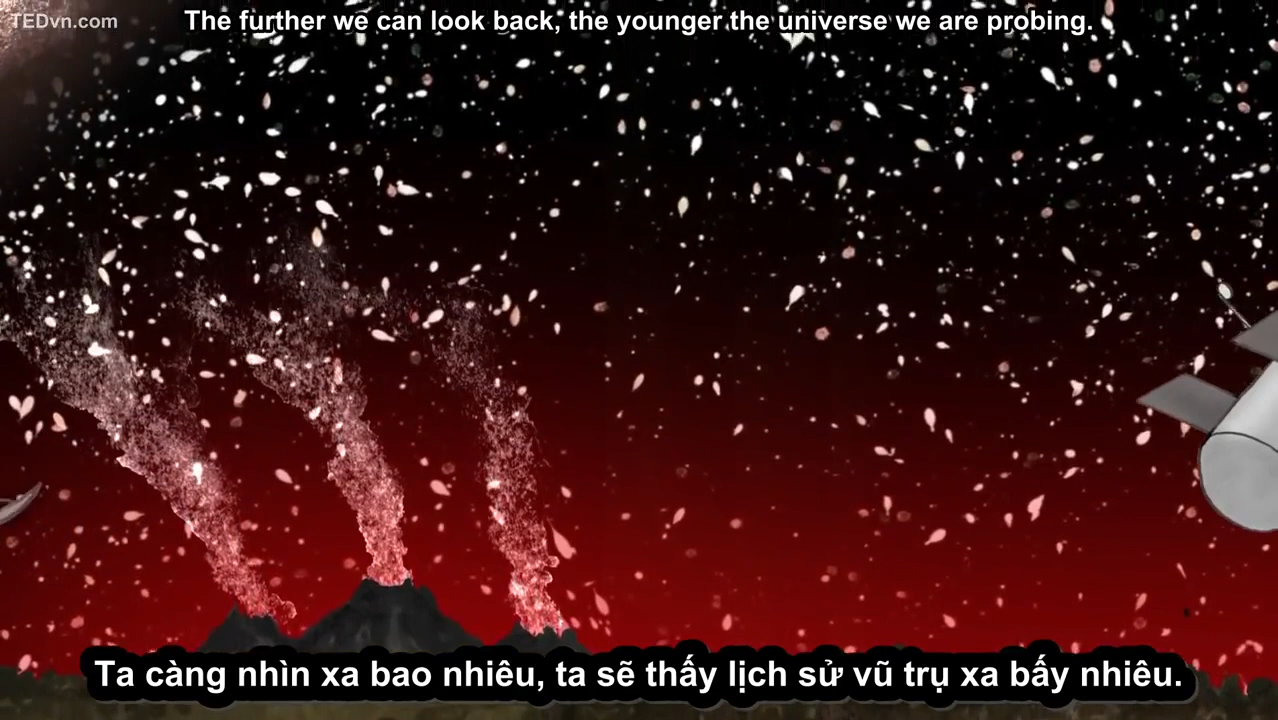 TEDvn.com
The further we can look back, the younger the universe we are probing.
Ta càng nhìn xa bao nhiêu, ta sẽ thấy lịch sử vũ trụ xa bấy nhiêu.